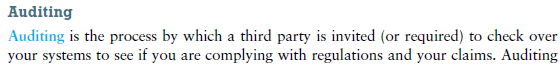 Auditing
Auditing is the process by which a third party is invited (or required) to check over
your systems to see if you are complying with regulations and your claims. Auditing